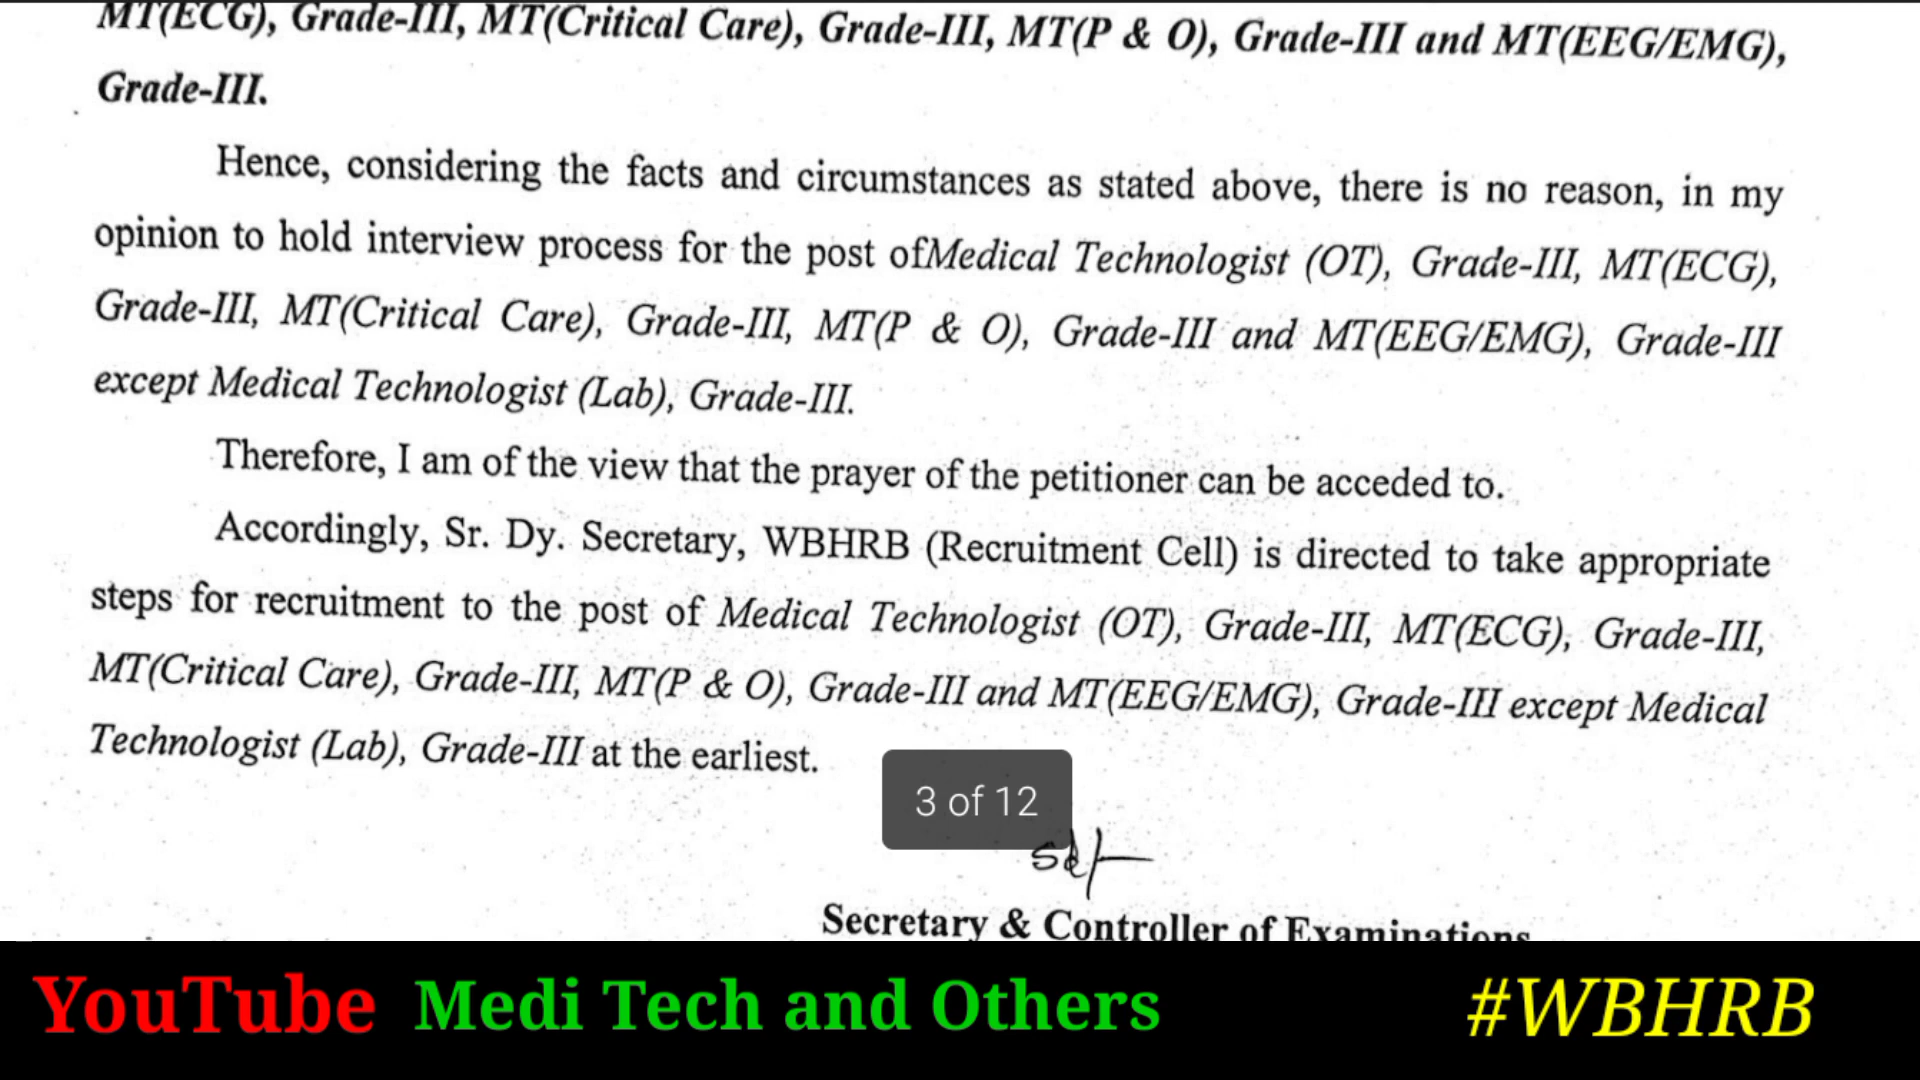 MT(ECG), Grade-III, MT(Critical Care), Grade-III, MT(P & O), Grade-III and MT(EEG/EMG),
Grade-III.
Hence, considering the facts and circumstances as stated above, there is no reason, in my
opinion to hold interview process for the post ofMedical Technologist (OT), Grade-III, MT(ECG),
Grade-III, MT(Critical Care), Grade-III, MT(P & O), Grade-III and MT(EEG/EMG), Grade-III
except Medical Technologist (Lab), Grade-III.
Therefore, I am of the view that the prayer of the petitioner can be acceded to.
Accordingly, Sr. Dy. Secretary, WBHRB (Recruitment Cell) is directed to take appropriate
steps for recruitment to the post of Medical Technologist (OT), Grade-III, MT(ECG), Grade-III,
MT(Critical Care), Grade-III, MT(P & O), Grade-III and MT(EEG/EMG), Grade-III except Medical
Technologist (Lab), Grade-III at the earliest.
3 of 12
sd/-
Secretary & Controller of Examinations
YouTube Medi Tech and Others #WBHRB